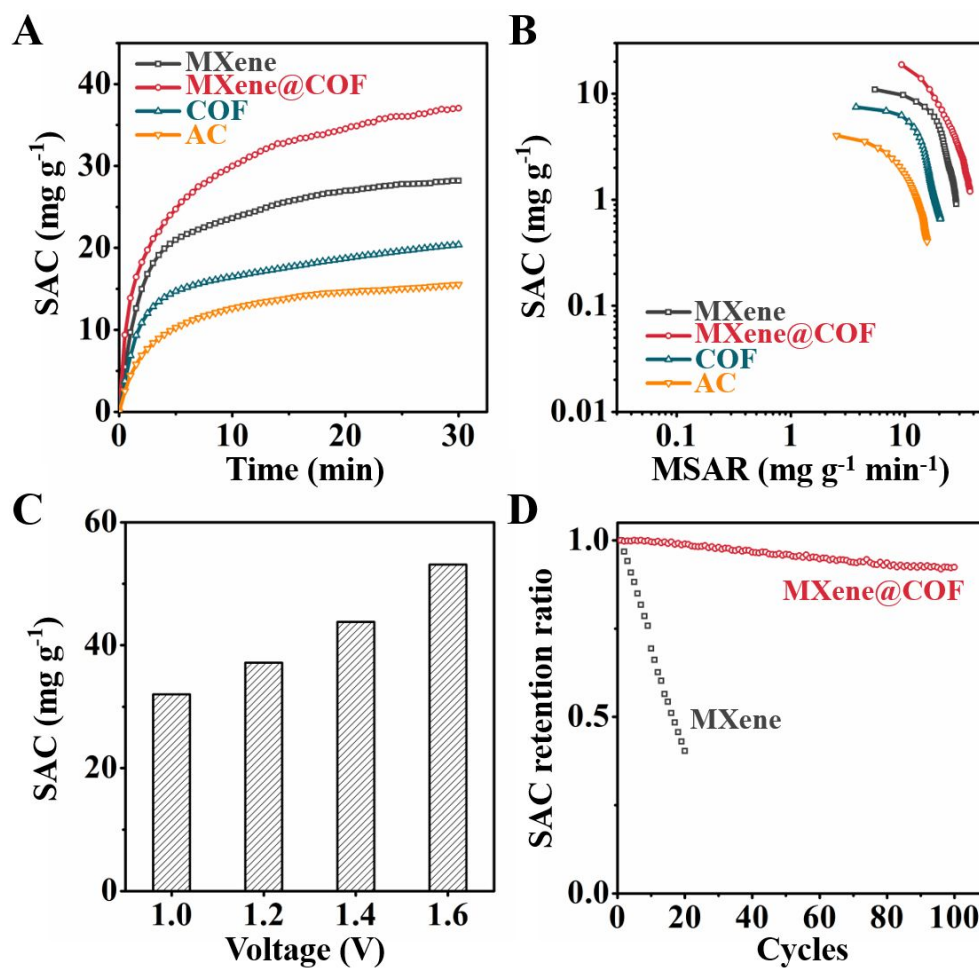 A
MXene
MXene@COF
COF
AC
40
30
20
10
0
0 10 20 30
SAC (mg g⁻¹)
Time (min)
B
10
1
0.1
0.01
0.1 1 10
SAC (mg g⁻¹)
MXene
MXene@COF
COF
AC
MSAR (mg g⁻¹ min⁻¹)
C
60
40
20
0
1.0 1.2 1.4 1.6
SAC (mg g⁻¹)
Voltage (V)
D
1.0
0.5
0.0
0 20 40 60 80 100
SAC retention ratio
MXene@COF
MXene
Cycles